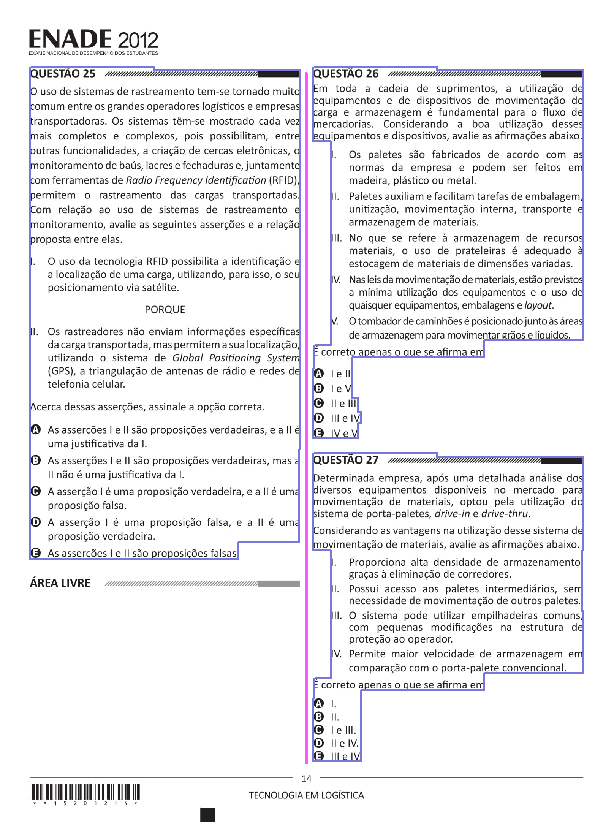 ENADE 2012
EXAME NACIONAL DE DESEMPENHO DOS ESTUDANTES
QUESTÃO 25
O uso de sistemas de rastreamento tem-se tornado muito
comum entre os grandes operadores logísticos e empresas
transportadoras. Os sistemas têm-se mostrado cada vez
mais completos e complexos, pois possibilitam, entre
outras funcionalidades, a criação de cercas eletrônicas, o
monitoramento de baús, lacres e fechaduras e, juntamente
com ferramentas de Radio Frequency Identification (RFID),
permitem o rastreamento das cargas transportadas.
Com relação ao uso de sistemas de rastreamento e
monitoramento, avalie as seguintes asserções e a relação
proposta entre elas.
I. O uso da tecnologia RFID possibilita a identificação e
a localização de uma carga, utilizando, para isso, o seu
posicionamento via satélite.
PORQUE
II. Os rastreadores não enviam informações específicas
da carga transportada, mas permitem a sua localização,
utilizando o sistema de Global Positioning System
(GPS), a triangulação de antenas de rádio e redes de
telefonia celular.
Acerca dessas asserções, assinale a opção correta.
A As asserções I e II são proposições verdadeiras, e a II é
uma justificativa da I.
B As asserções I e II são proposições verdadeiras, mas a
II não é uma justificativa da I.
C A asserção I é uma proposição verdadeira, e a II é uma
proposição falsa.
D A asserção I é uma proposição falsa, e a II é uma
proposição verdadeira.
E As asserções I e II são proposições falsas.
ÁREA LIVRE
QUESTÃO 26
Em toda a cadeia de suprimentos, a utilização de
equipamentos e de dispositivos de movimentação de
carga e armazenagem é fundamental para o fluxo de
mercadorias. Considerando a boa utilização desses
equipamentos e dispositivos, avalie as afirmações abaixo.
I. Os paletes são fabricados de acordo com as
normas da empresa e podem ser feitos em
madeira, plástico ou metal.
II. Paletes auxiliam e facilitam tarefas de embalagem,
unitização, movimentação interna, transporte e
armazenagem de materiais.
III. No que se refere à armazenagem de recursos
materiais, o uso de prateleiras é adequado à
estocagem de materiais de dimensões variadas.
IV. Nas leis da movimentação de materiais, estão previstos
a mínima utilização dos equipamentos e o uso de
quaisquer equipamentos, embalagens e layout.
V. O tombador de caminhões é posicionado junto às áreas
de armazenagem para movimentar grãos e líquidos.
É correto apenas o que se afirma em
A I e II.
B I e V.
C II e III.
D III e IV.
E IV e V.
QUESTÃO 27
Determinada empresa, após uma detalhada análise dos
diversos equipamentos disponíveis no mercado para
movimentação de materiais, optou pela utilização do
sistema de porta-paletes, drive-in e drive-thru.
Considerando as vantagens na utilização desse sistema de
movimentação de materiais, avalie as afirmações abaixo.
I. Proporciona alta densidade de armazenamento
graças à eliminação de corredores.
II. Possui acesso aos paletes intermediários, sem
necessidade de movimentação de outros paletes.
III. O sistema pode utilizar empilhadeiras comuns,
com pequenas modificações na estrutura de
proteção ao operador.
IV. Permite maior velocidade de armazenagem em
comparação com o porta-palete convencional.
É correto apenas o que se afirma em
A I.
B II.
C I e III.
D II e IV.
E III e IV.
14
TECNOLOGIA EM LOGÍSTICA